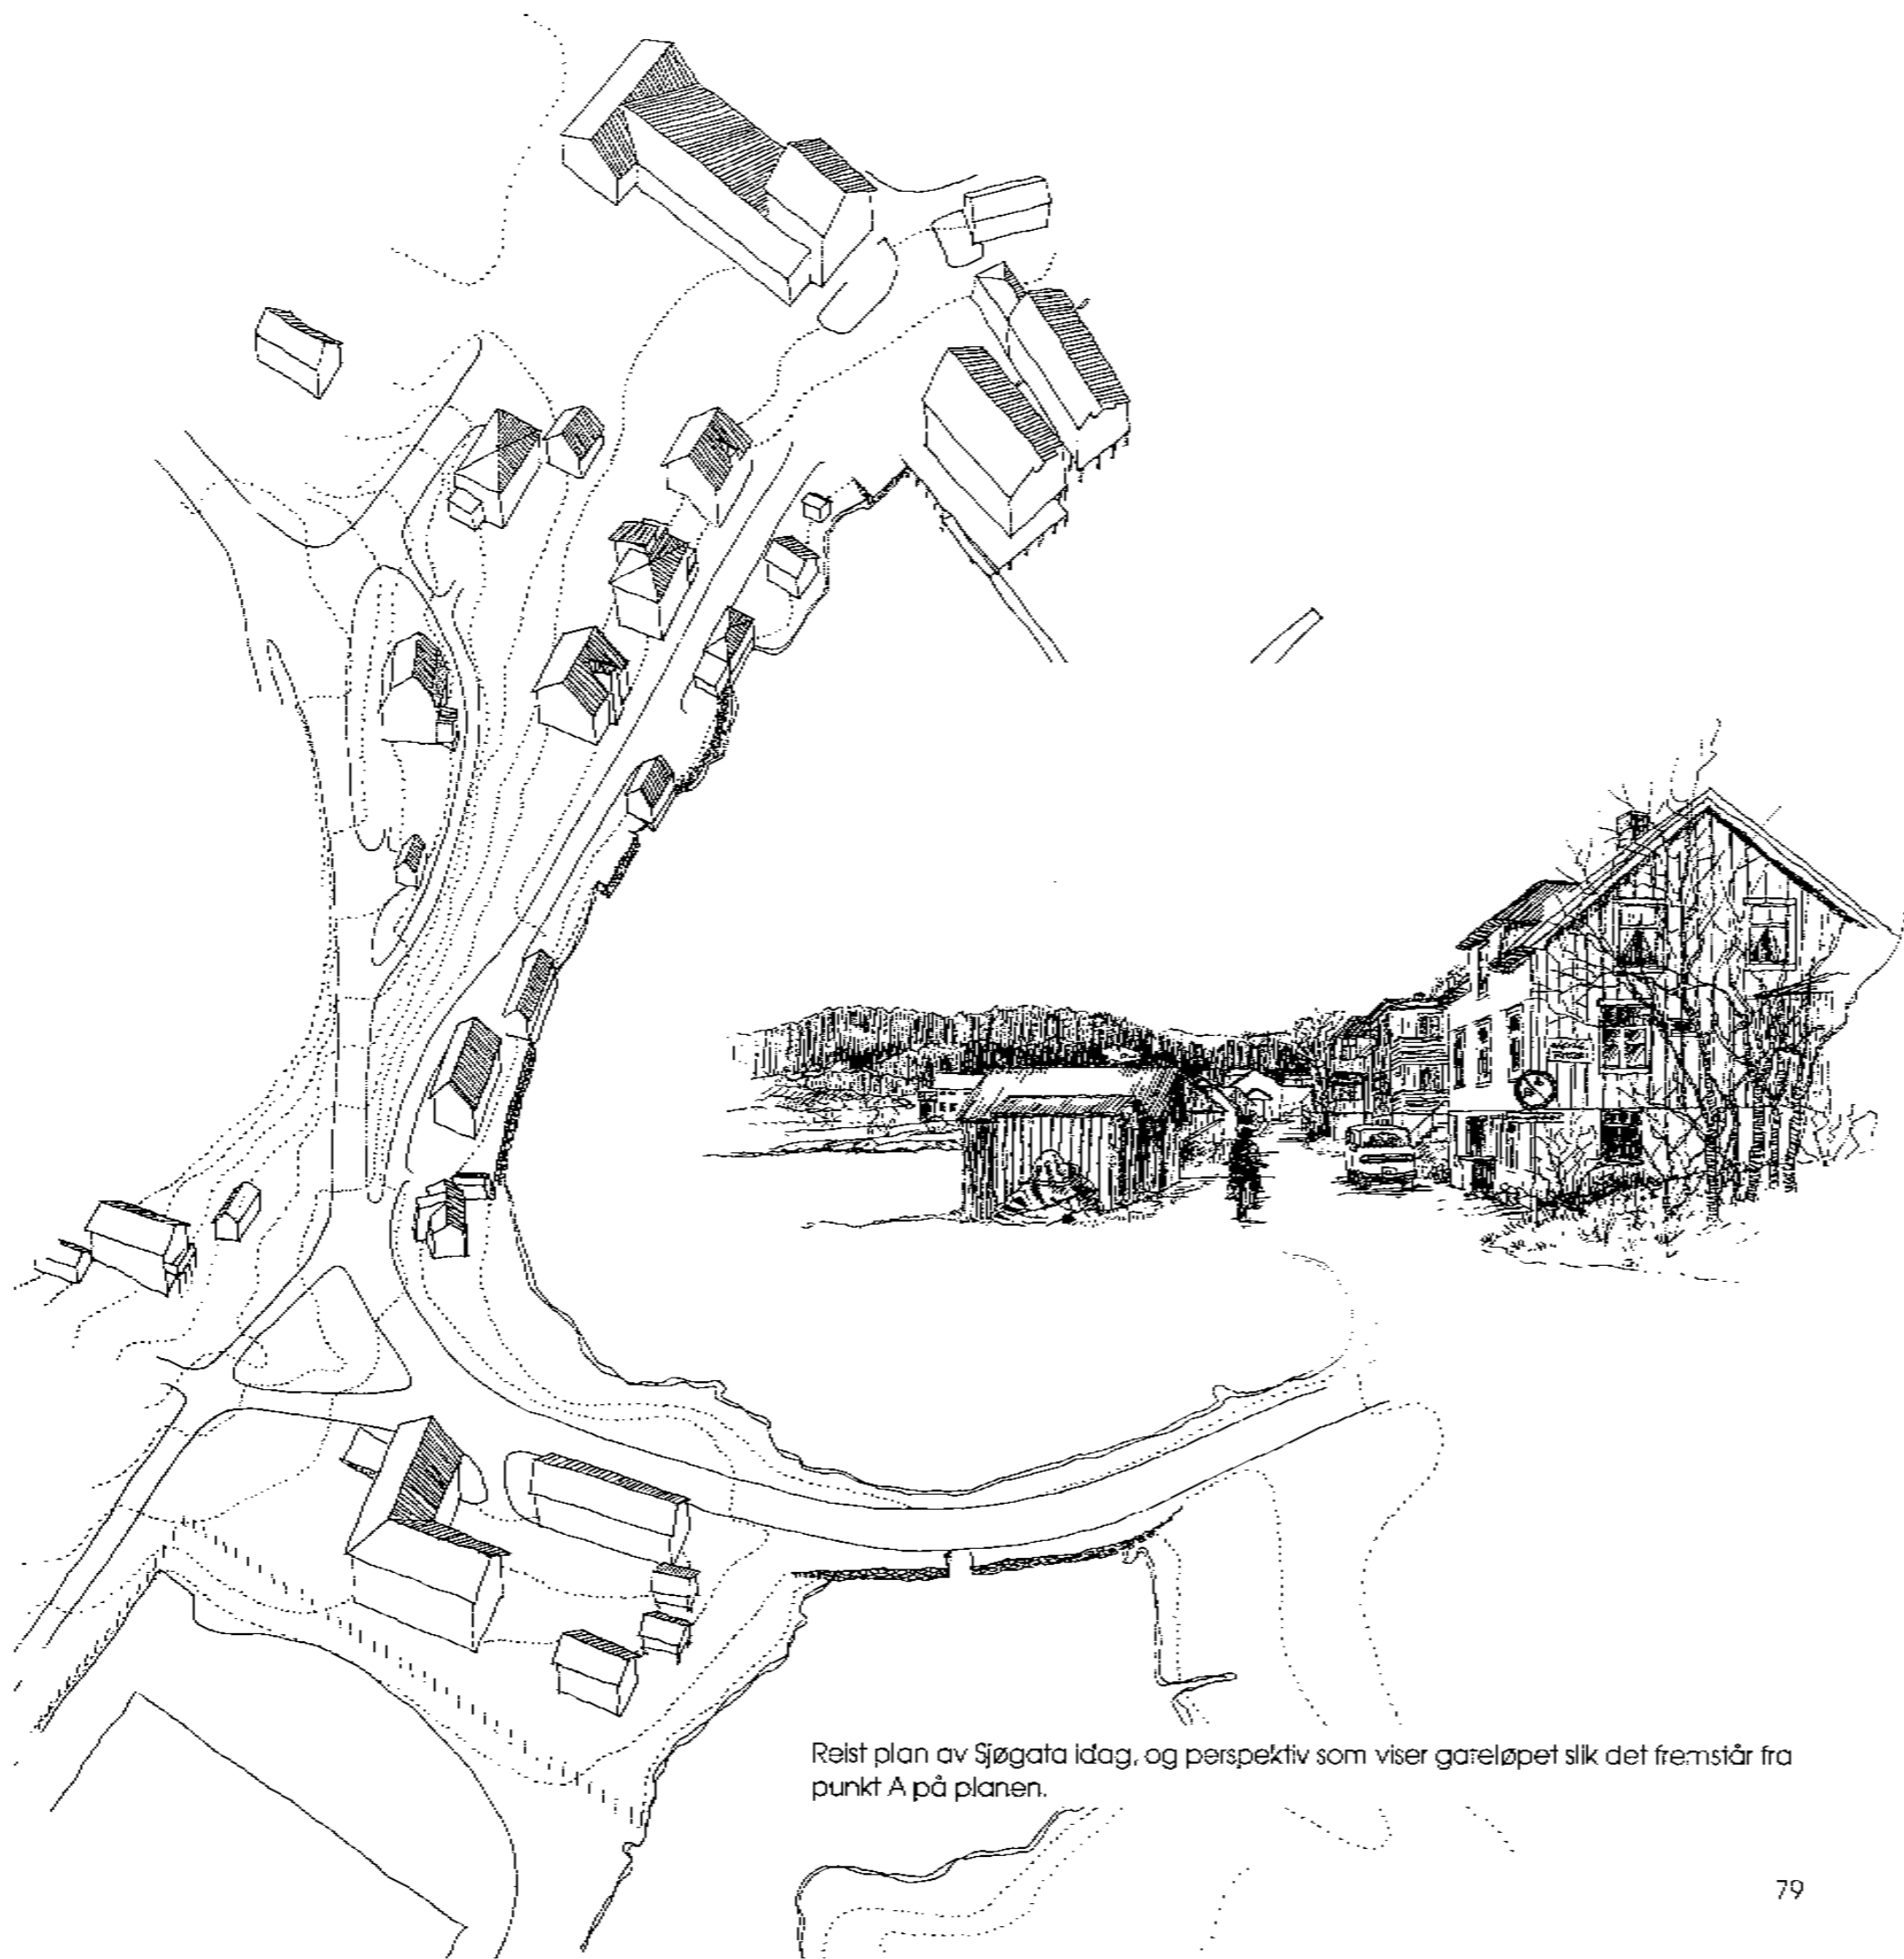 Reist plan av Sjøgata idag, og perspektiv som viser gateløpet slik det fremstår fra
punkt A på planen.
79